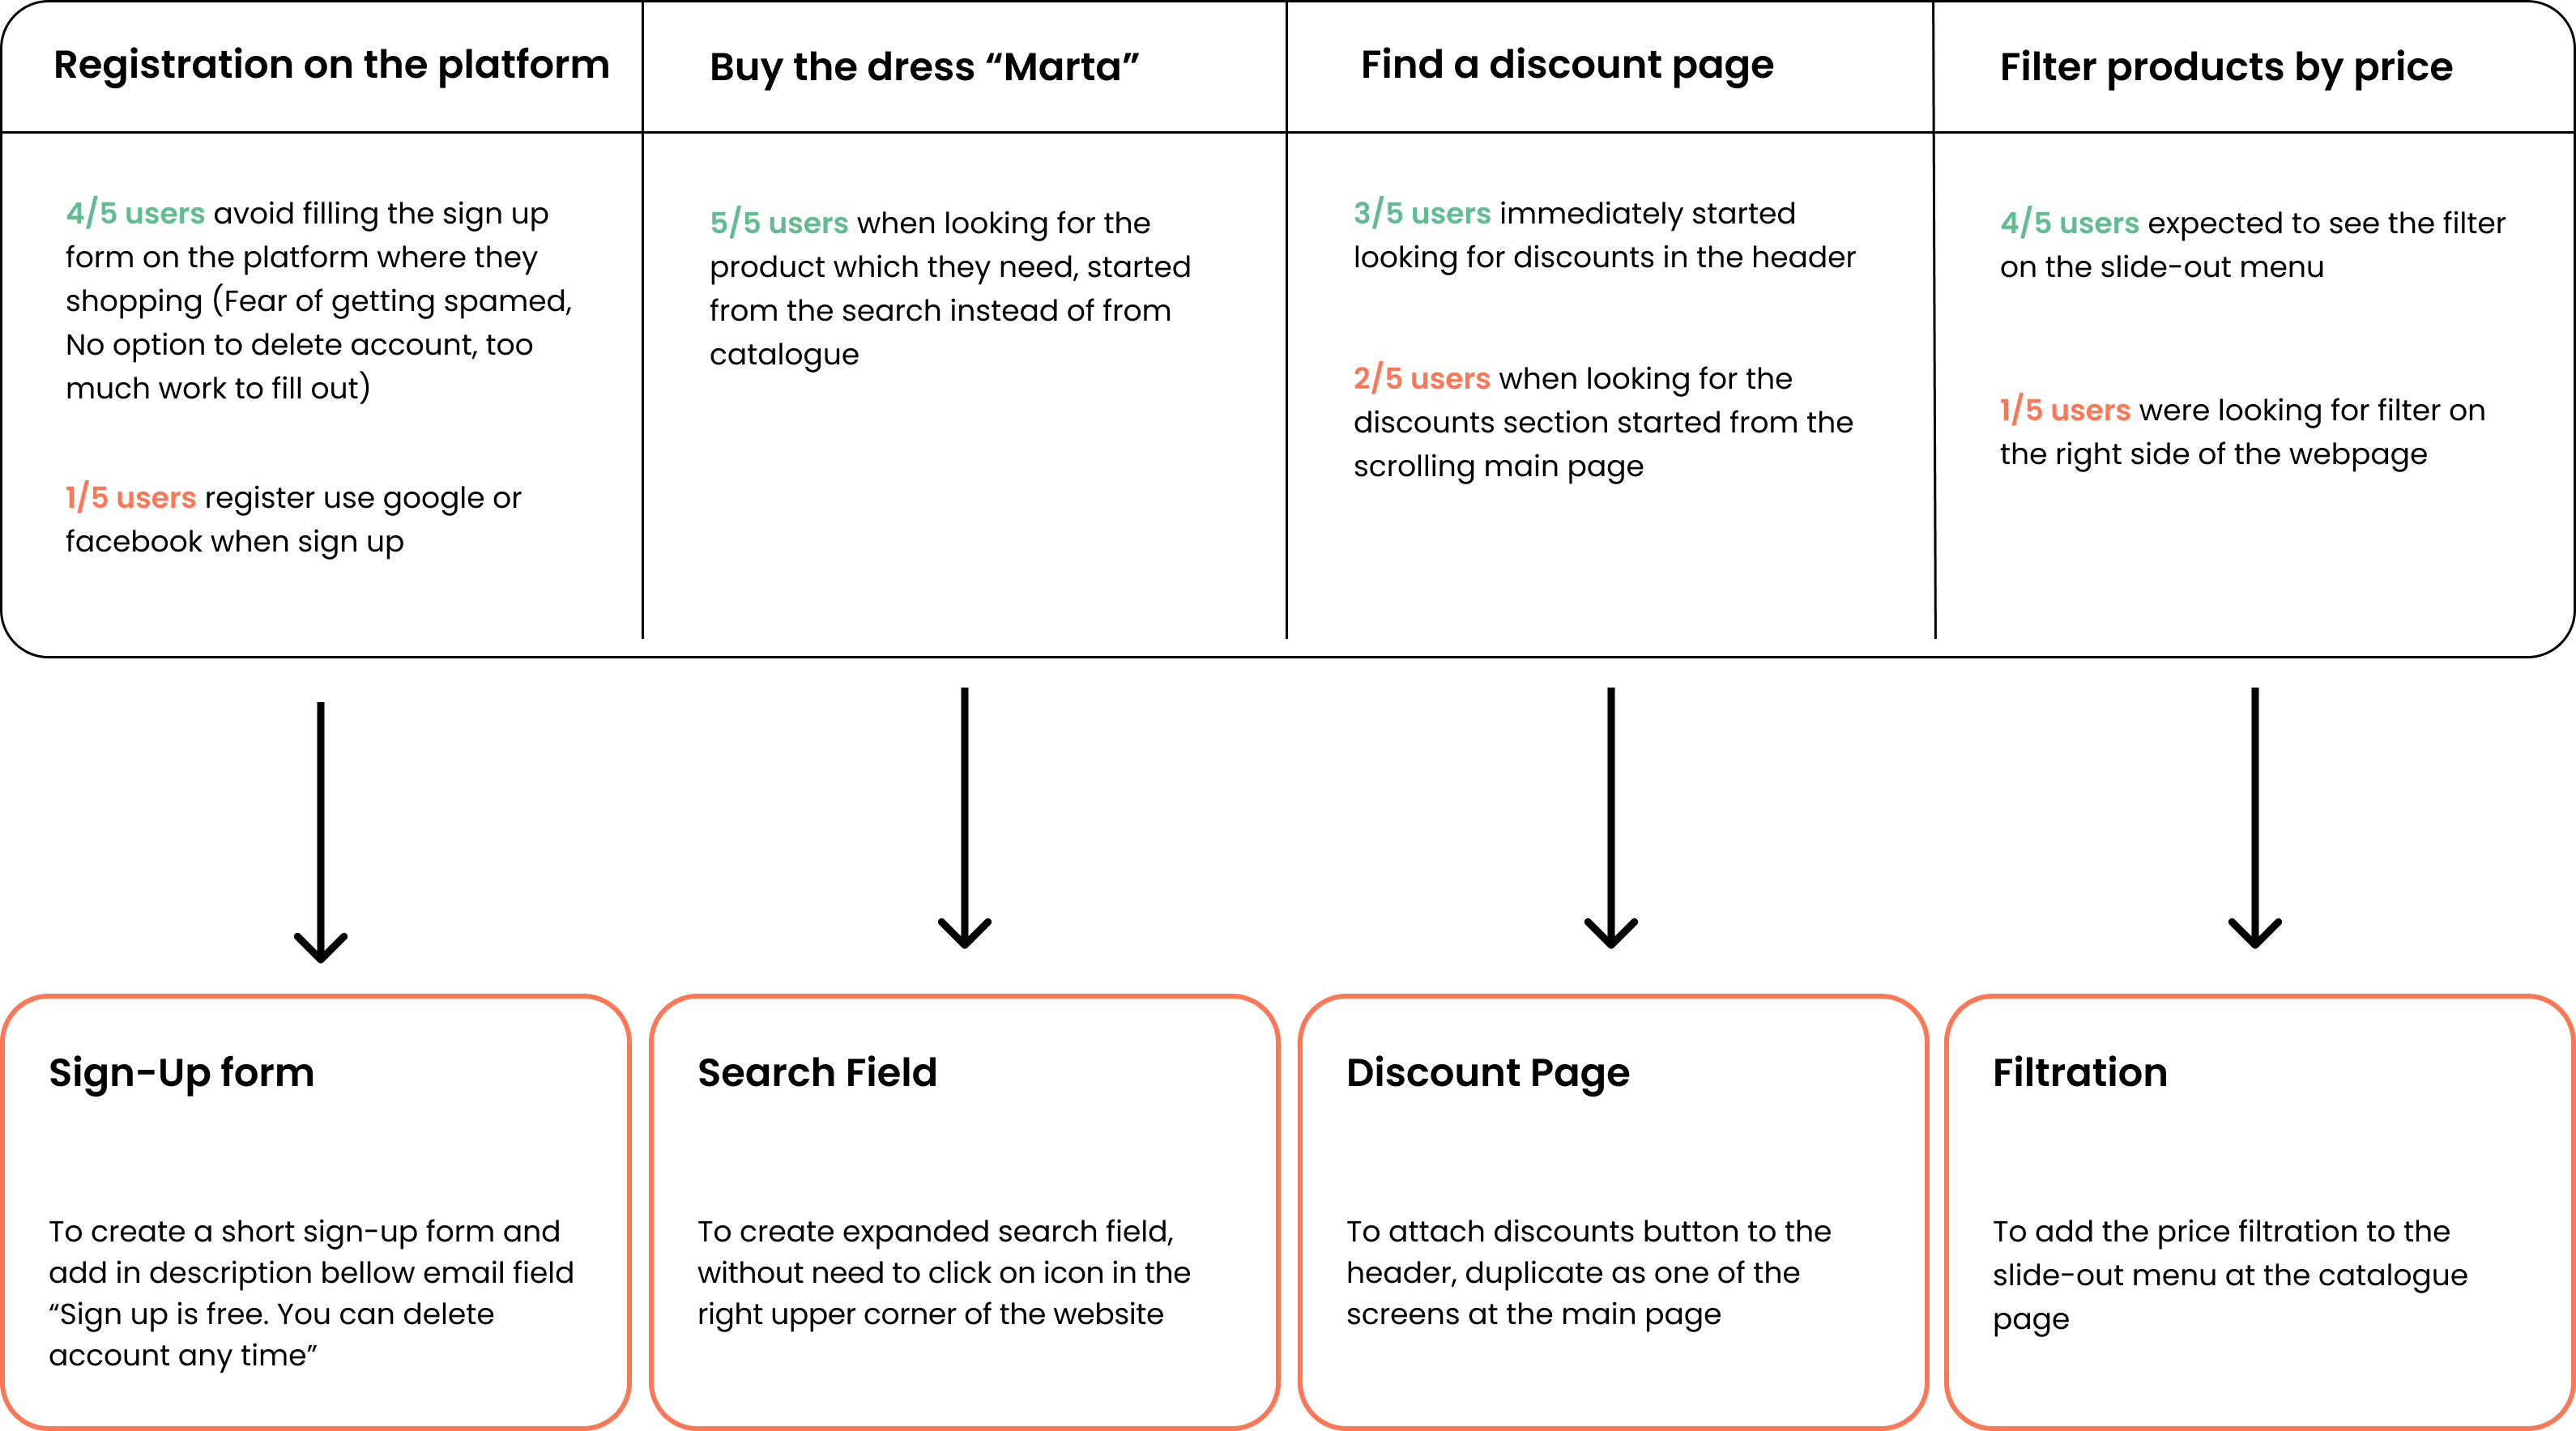 Registration on the platform
4/5 users avoid filling the sign up
form on the platform where they
shopping (Fear of getting spamed,
No option to delete account, too
much work to fill out)
1/5 users register use google or
facebook when sign up
Buy the dress “Marta”
5/5 users when looking for the
product which they need, started
from the search instead of from
catalogue
Find a discount page
3/5 users immediately started
looking for discounts in the header
2/5 users when looking for the
discounts section started from the
scrolling main page
Filter products by price
4/5 users expected to see the filter
on the slide-out menu
1/5 users were looking for filter on
the right side of the webpage
Sign-Up form
To create a short sign-up form and
add in description bellow email field
“Sign up is free. You can delete
account any time”
Search Field
To create expanded search field,
without need to click on icon in the
right upper corner of the website
Discount Page
To attach discounts button to the
header, duplicate as one of the
screens at the main page
Filtration
To add the price filtration to the
slide-out menu at the catalogue
page